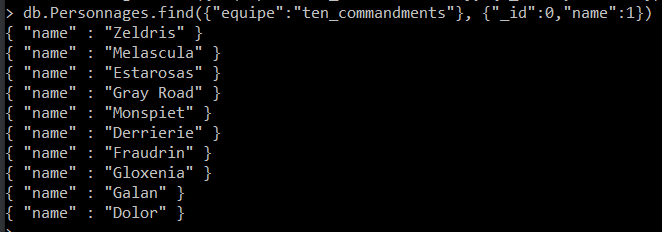 > db.Personnages.find({"equipe":"ten_commandments"}, {"_id":0,"name":1})
{ "name" : "Zeldris" }
{ "name" : "Melascula" }
{ "name" : "Estarosas" }
{ "name" : "Gray Road" }
{ "name" : "Monspiet" }
{ "name" : "Derrierie" }
{ "name" : "Fraudrin" }
{ "name" : "Gloxenia" }
{ "name" : "Galan" }
{ "name" : "Dolor" }